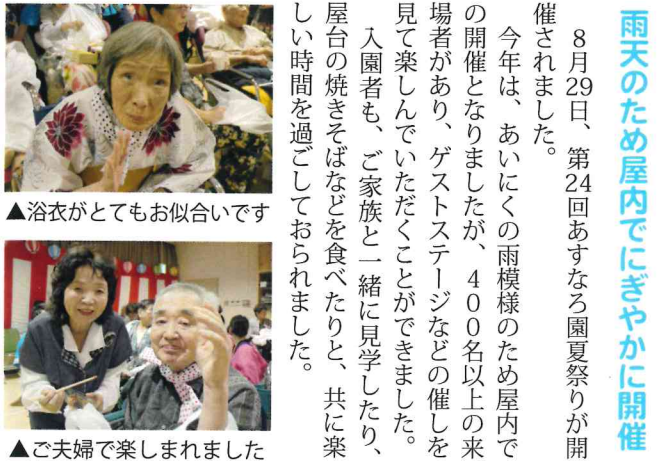 雨天のため屋内でにぎやかに開催
８月29日、第24回あすなろ園夏祭りが開
催されました。
今年は、あいにくの雨模様のため屋内で
の開催となりましたが、４００名以上の来
場者があり、ゲストステージなどの催しを
見て楽しんでいただくことができました。
入園者も、ご家族と一緒に見学したり、
屋台の焼きそばなどを食べたりと、共に楽
しい時間を過ごしておられました。
▲浴衣がとてもお似合いです
▲ご夫婦で楽しまれました